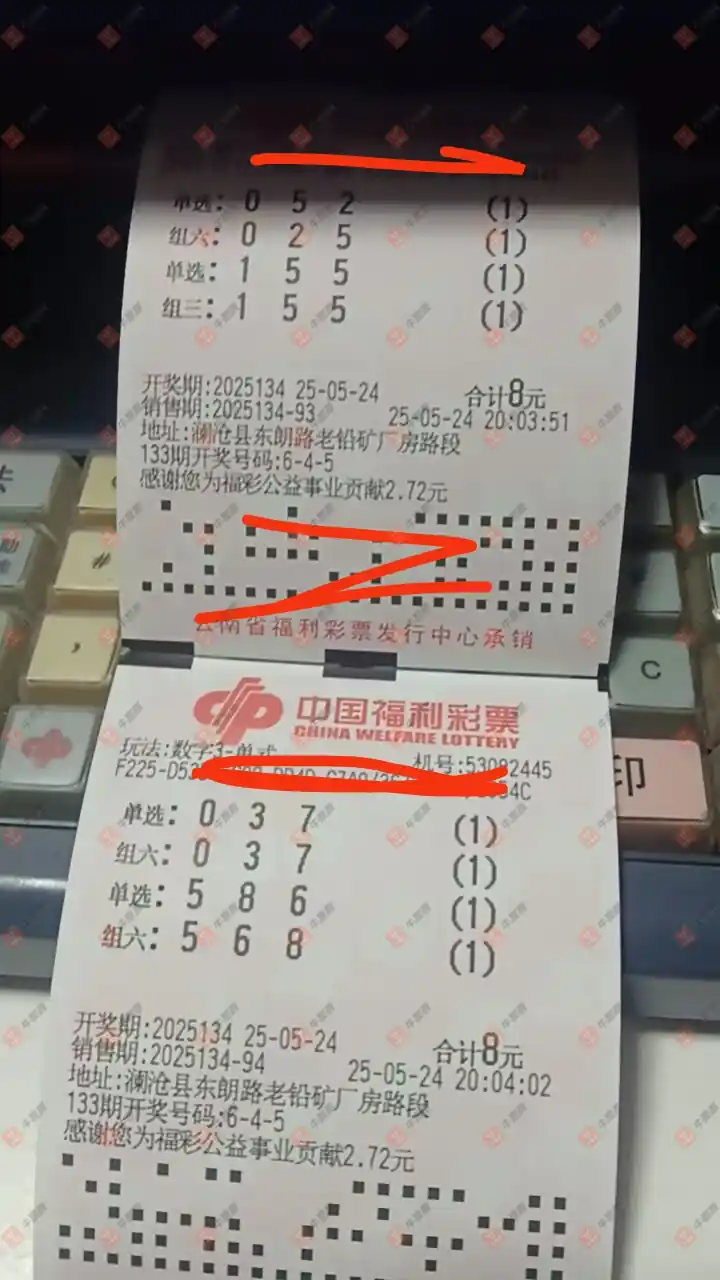 单选: 0 5 2 (1)
组六: 0 2 5 (1)
单选: 1 5 5 (1)
组三: 1 5 5 (1)
开奖期:2025134 25-05-24 合计8元
销售期:2025134-93 25-05-24 20:03:51
地址:澜沧县东朗路老铅矿厂房路段
133期开奖号码:6-4-5
感谢您为福彩公益事业贡献2.72元
云南省福利彩票发行中心承销
中国福利彩票
CHINA WELFARE LOTTERY
玩法:数字3-单式 机号:53092445
单选: 0 3 7 (1)
组六: 0 3 7 (1)
单选: 5 8 6 (1)
组六: 5 6 8 (1)
开奖期:2025134 25-05-24 合计8元
销售期:2025134-94 25-05-24 20:04:02
地址:澜沧县东朗路老铅矿厂房路段
133期开奖号码:6-4-5
感谢您为福彩公益事业贡献2.72元
C
印
#